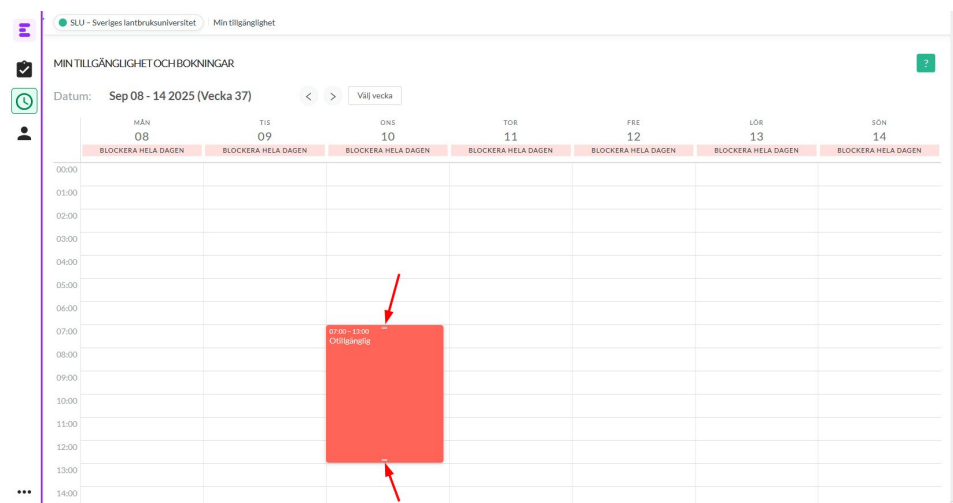 SLU – Sveriges lantbruksuniversitet Min tillgänglighet
MIN TILLGÄNGLIGHET OCH BOKNINGAR
?
Datum: Sep 08 - 14 2025 (Vecka 37) < > Välj vecka
MÅN TIS ONS TOR FRE LÖR SÖN
08 09 10 11 12 13 14
BLOCKERA HELA DAGEN BLOCKERA HELA DAGEN BLOCKERA HELA DAGEN BLOCKERA HELA DAGEN BLOCKERA HELA DAGEN BLOCKERA HELA DAGEN BLOCKERA HELA DAGEN
00:00
01:00
02:00
03:00
04:00
05:00
06:00
07:00 07:00 - 13:00
Otillgänglig
08:00
09:00
10:00
11:00
12:00
13:00
14:00